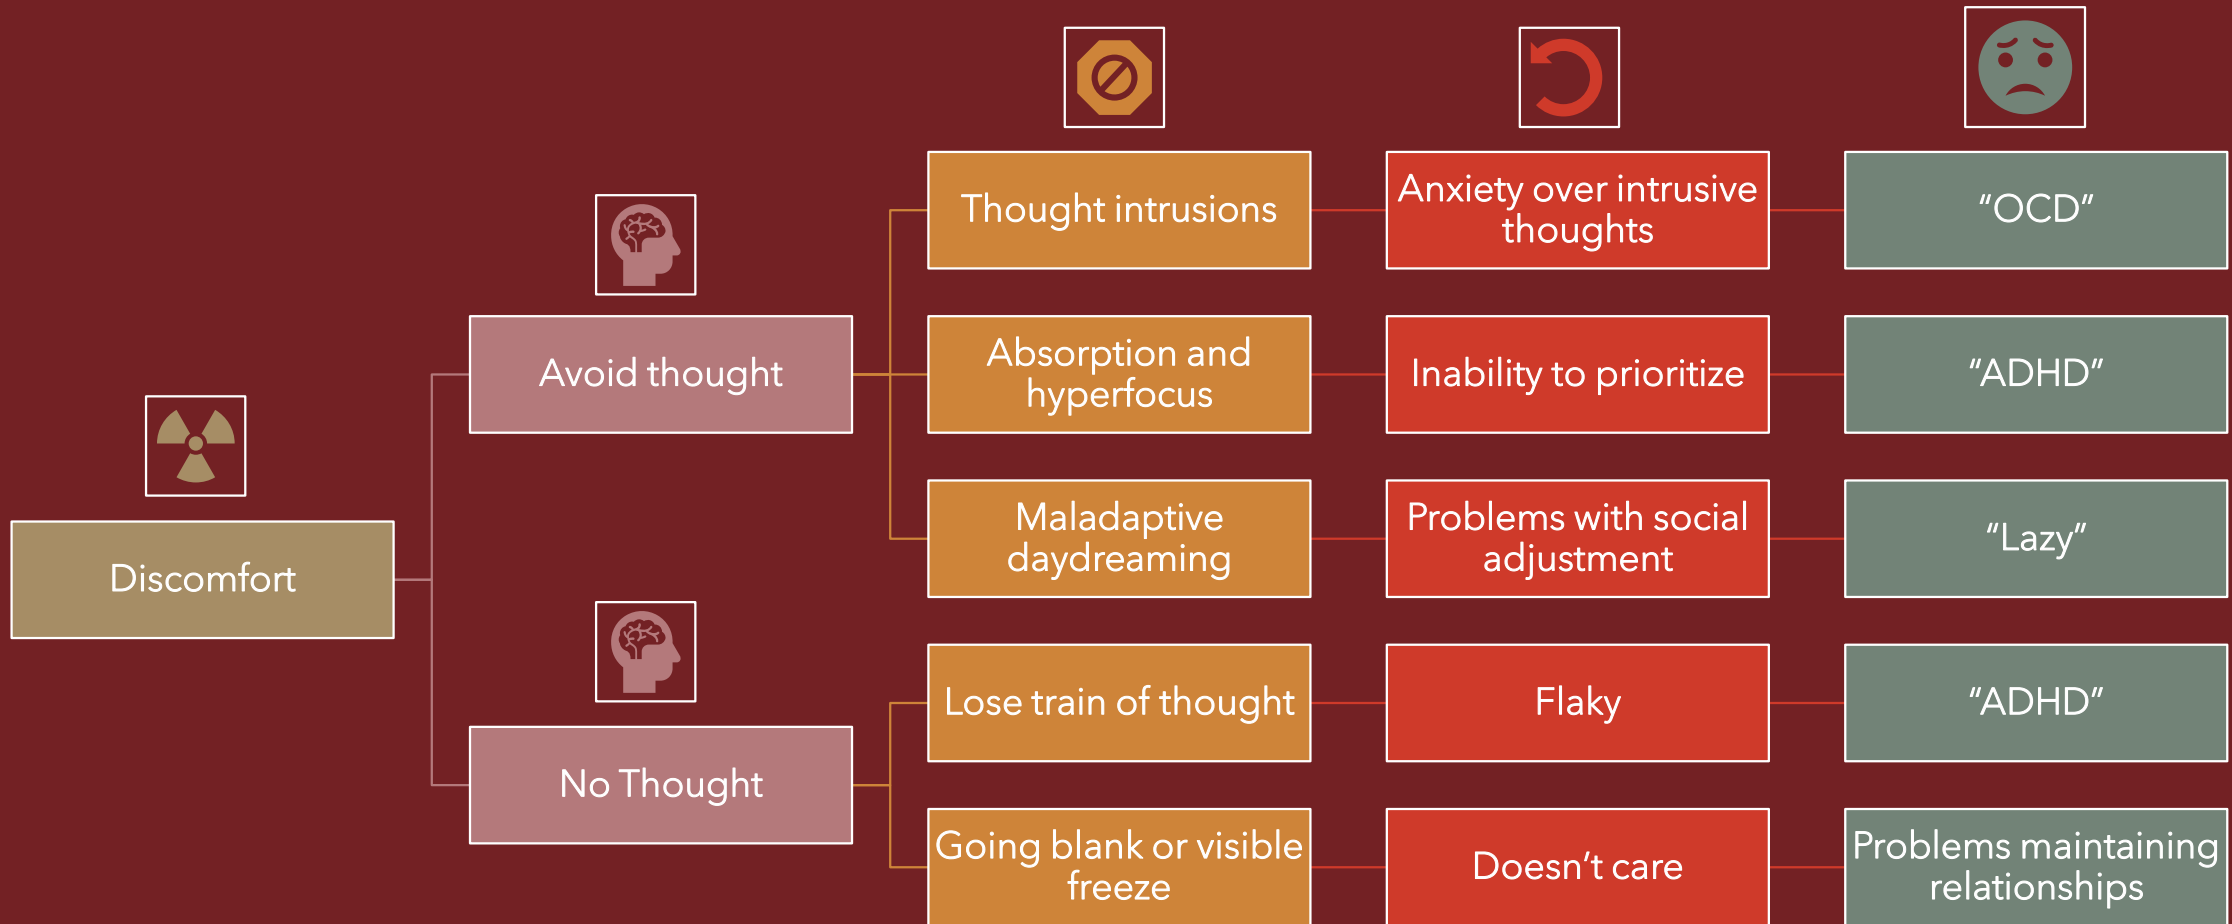 Thought intrusions
Anxiety over intrusive
thoughts
“OCD”
Avoid thought
Absorption and
hyperfocus
Inability to prioritize
“ADHD”
Maladaptive
daydreaming
Problems with social
adjustment
“Lazy”
Discomfort
Lose train of thought
Flaky
“ADHD”
No Thought
Going blank or visible
freeze
Doesn’t care
Problems maintaining
relationships